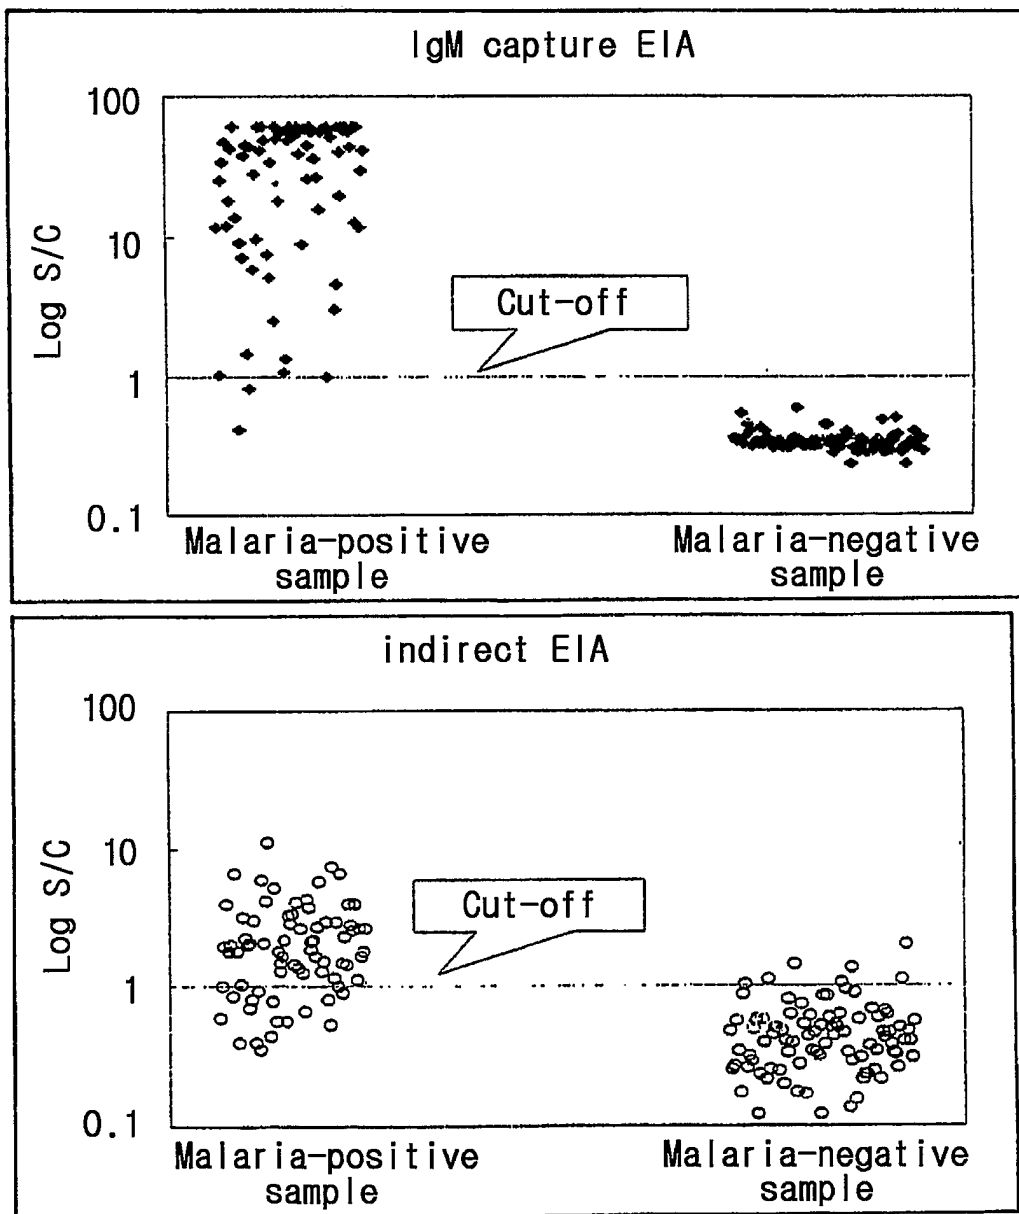 IgM capture EIA
100
10
1
0.1
Log S/C
Cut-off
Malaria-positive
sample
Malaria-negative
sample
indirect EIA
100
10
1
0.1
Log S/C
Cut-off
Malaria-positive
sample
Malaria-negative
sample